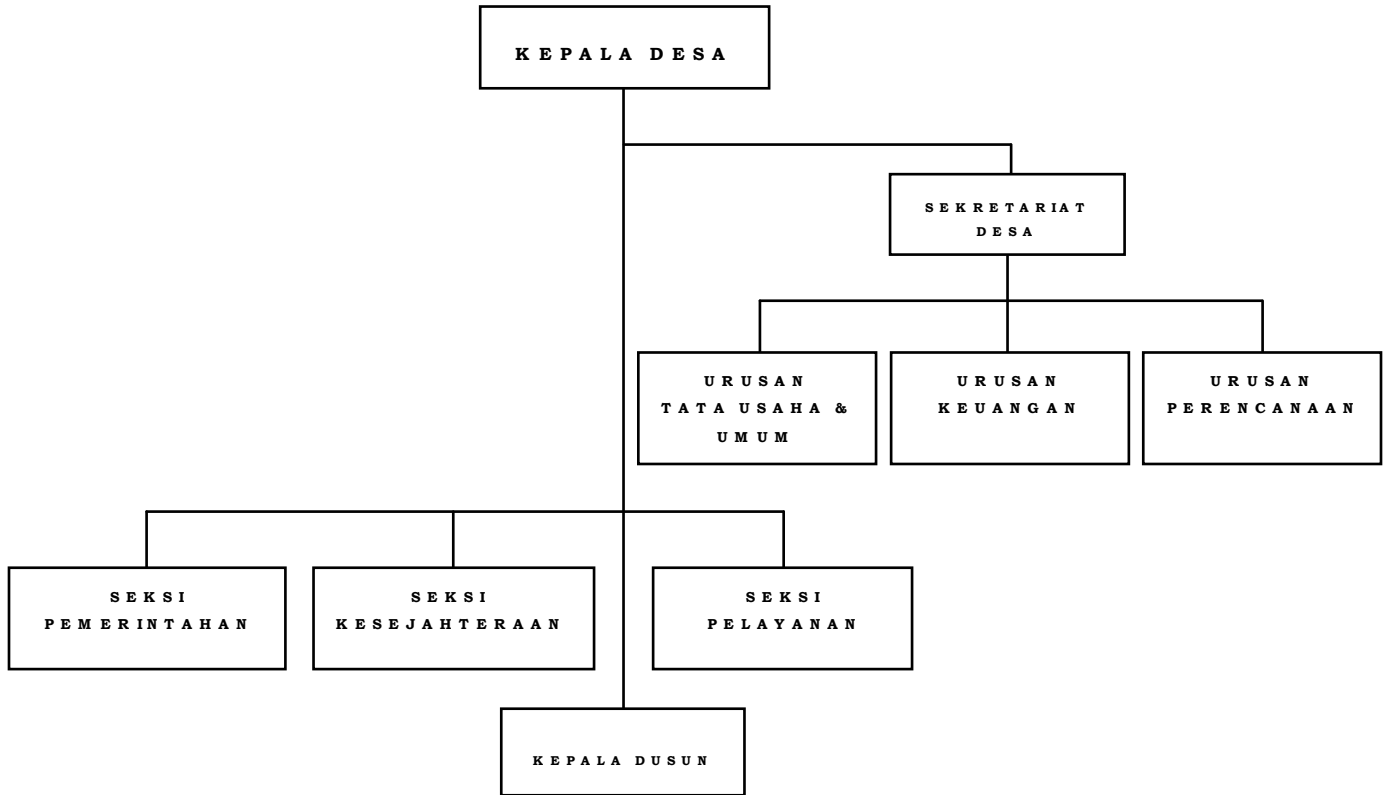 KEPALA DESA
SEKRETARIAT
DESA
URUSAN
TATA USAHA &
UMUM
URUSAN
KEUANGAN
URUSAN
PERENCANAAN
SEKSI
PEMERINTAHAN
SEKSI
KESEJAHTERAAN
SEKSI
PELAYANAN
KEPALA DUSUN